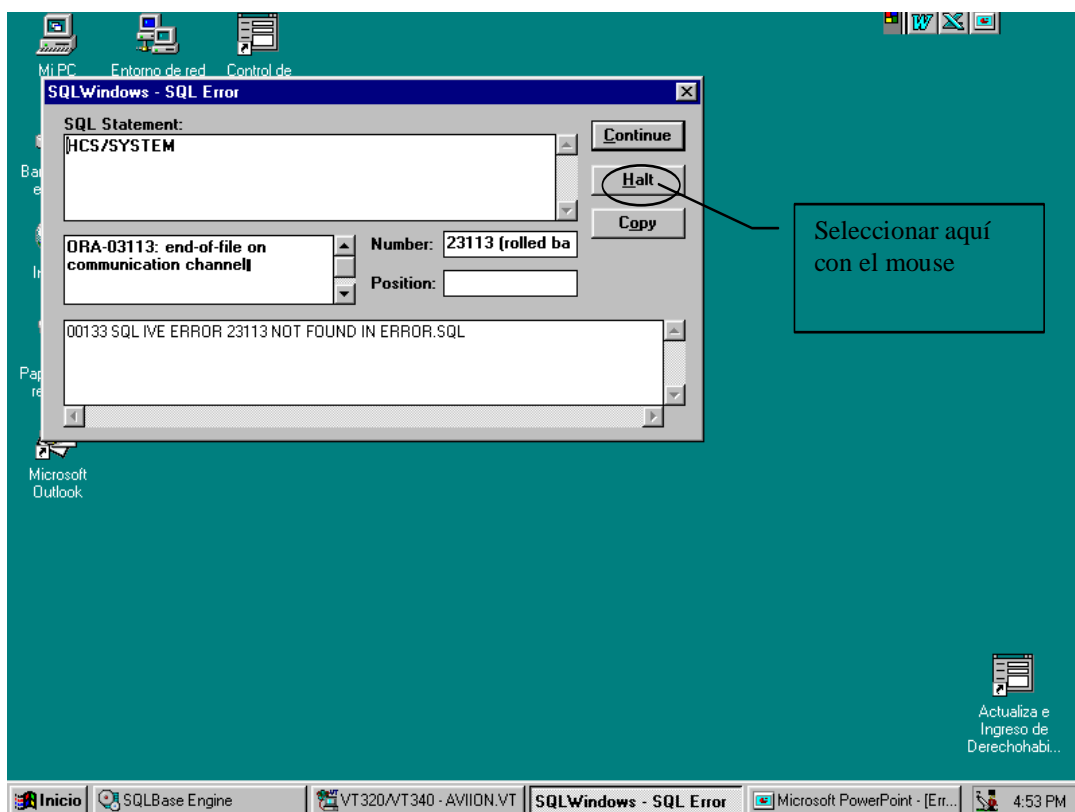 Mi PC
Entorno de red
Control de
SQLWindows - SQL Error
SQL Statement:
HCS/SYSTEM
Continue
Halt
Copy
ORA-03113: end-of-file on
communication channel
Number: 23113 (rolled ba
Position:
00133 SQL IVE ERROR 23113 NOT FOUND IN ERROR.SQL
Seleccionar aquí
con el mouse
Microsoft
Outlook
Actualiza e
Ingreso de
Derechohabi...
Inicio
SQLBase Engine
VT320/VT340 - AVIION.VT
SQLWindows - SQL Error
Microsoft PowerPoint - [Err...
4:53 PM